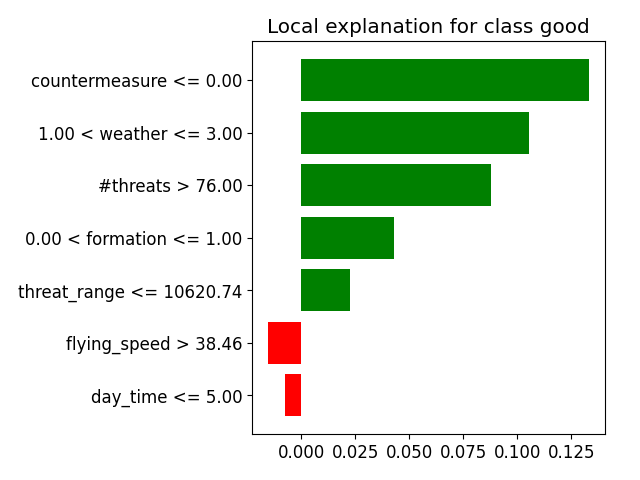 Local explanation for class good
countermeasure <= 0.00
1.00 < weather <= 3.00
#threats > 76.00
0.00 < formation <= 1.00
threat_range <= 10620.74
flying_speed > 38.46
day_time <= 5.00
0.000 0.025 0.050 0.075 0.100 0.125